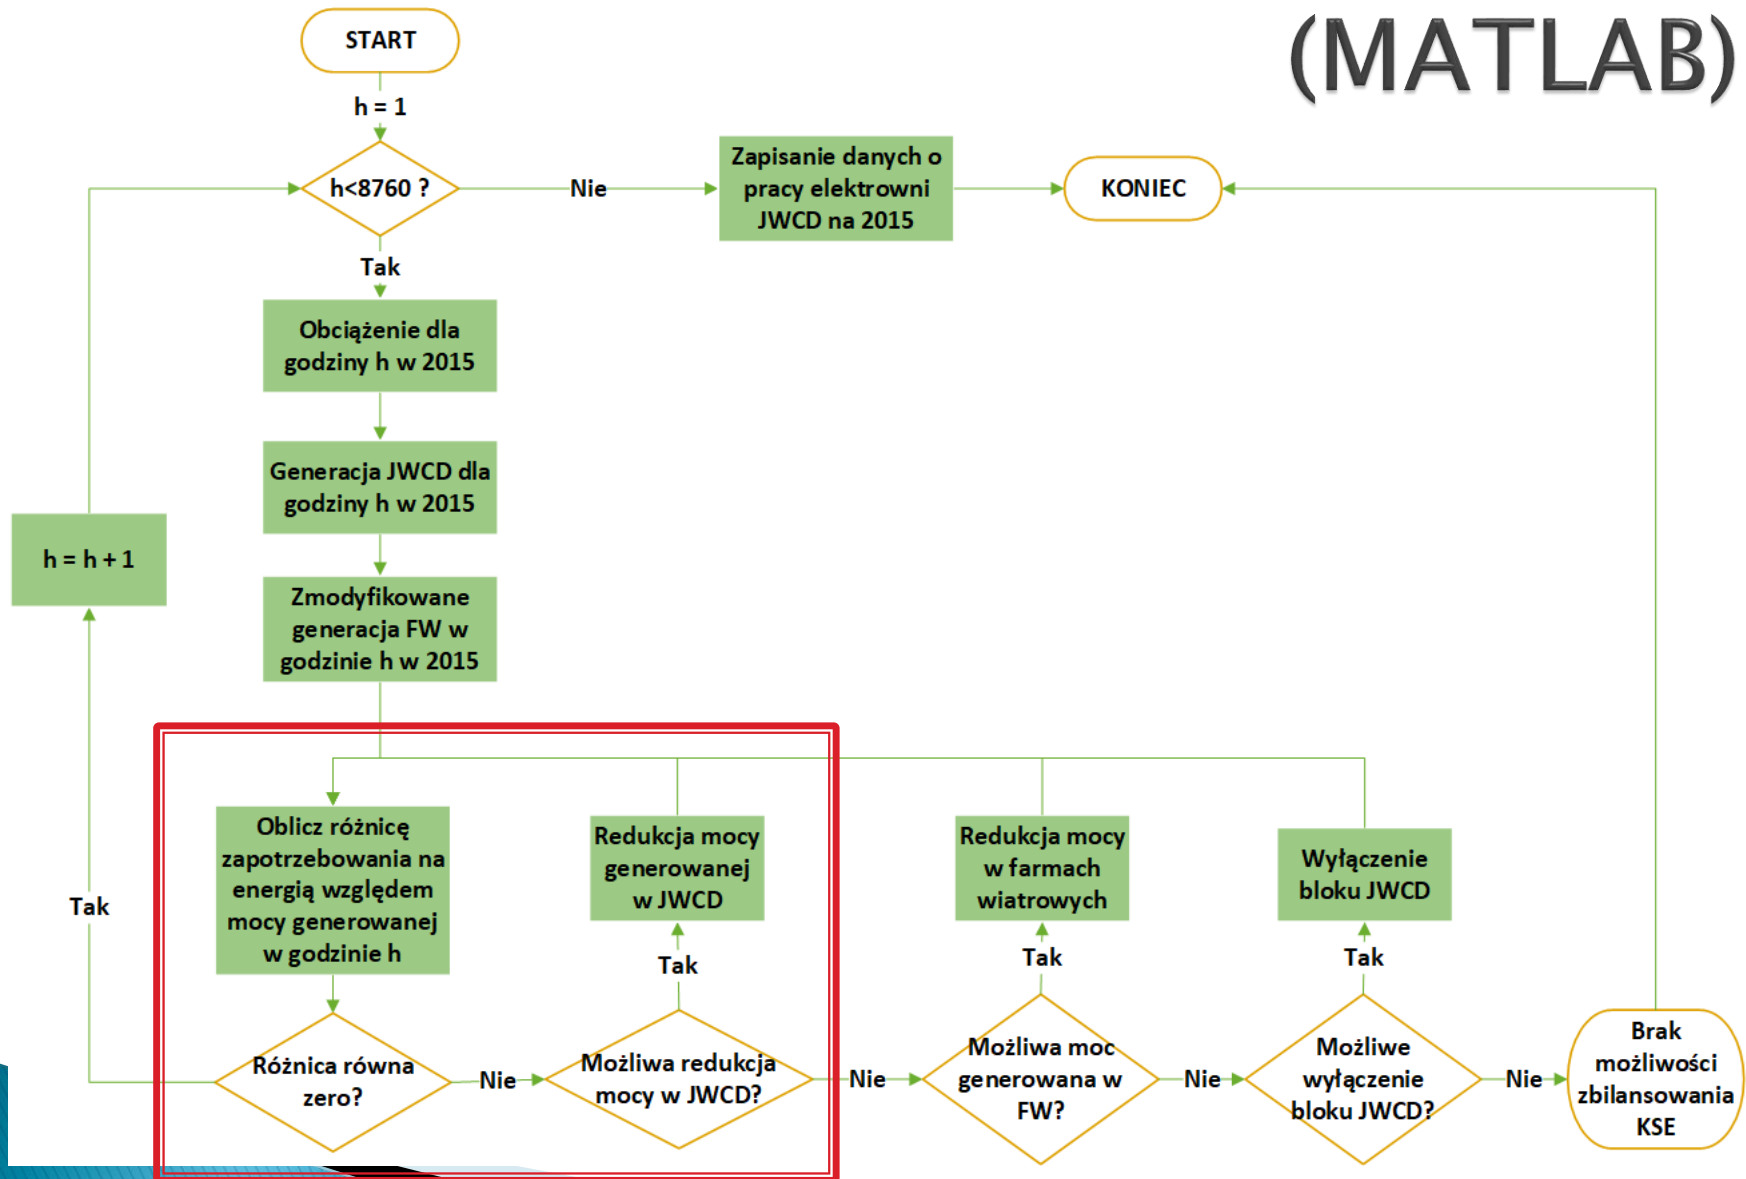 (MATLAB)
START
h = 1
h<8760 ?
Nie
Zapisanie danych o
pracy elektrowni
JWCD na 2015
KONIEC
Tak
Obciążenie dla
godziny h w 2015
Generacja JWCD dla
godziny h w 2015
h = h + 1
Zmodyfikowane
generacja FW w
godzinie h w 2015
Oblicz różnicę
zapotrzebowania na
energią względem
mocy generowanej
w godzinie h
Redukcja mocy
generowanej
w JWCD
Redukcja mocy
w farmach
wiatrowych
Wyłączenie
bloku JWCD
Tak
Tak
Tak
Tak
Różnica równa
zero?
Nie
Możliwa redukcja
mocy w JWCD?
Nie
Możliwa moc
generowana w
FW?
Nie
Możliwe
wyłączenie
bloku JWCD?
Nie
Brak
możliwości
zbilansowania
KSE